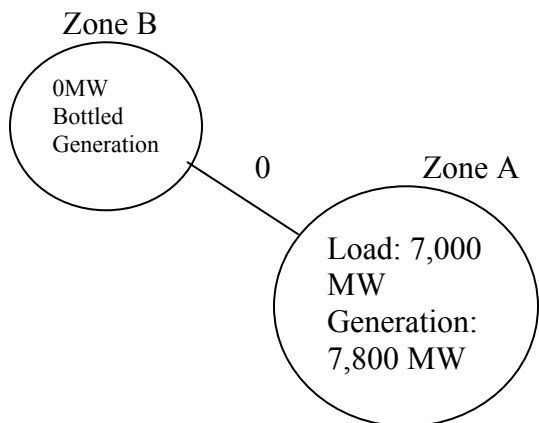 Zone B
0MW
Bottled
Generation
0
Zone A
Load: 7,000
MW
Generation:
7,800 MW